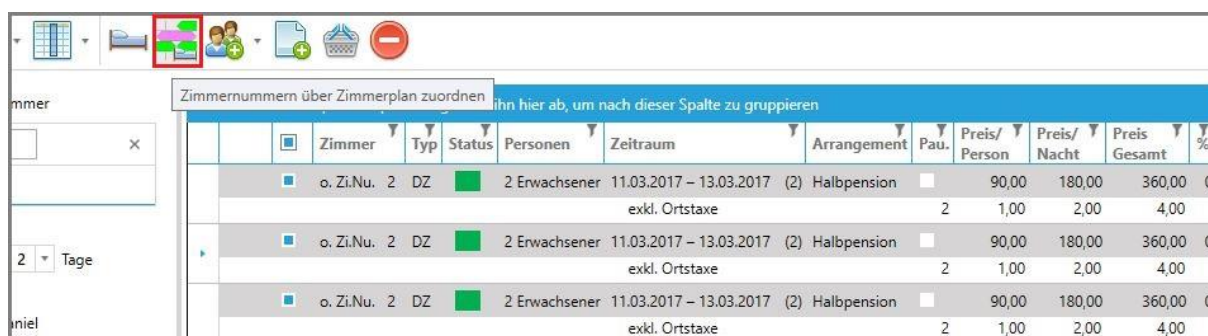 mmer
Zimmernummern über Zimmerplan zuordnen
ihn hier ab, um nach dieser Spalte zu gruppieren
Zimmer Typ Status Personen Zeitraum Arrangement Pau. Preis/ Person Preis/ Nacht Preis Gesamt %
o. Zi.Nu. 2 DZ 2 Erwachsener 11.03.2017 – 13.03.2017 (2) Halbpension 90,00 180,00 360,00
exkl. Ortstaxe 2 1,00 2,00 4,00
o. Zi.Nu. 2 DZ 2 Erwachsener 11.03.2017 – 13.03.2017 (2) Halbpension 90,00 180,00 360,00
2 Tage
exkl. Ortstaxe 2 1,00 2,00 4,00
o. Zi.Nu. 2 DZ 2 Erwachsener 11.03.2017 – 13.03.2017 (2) Halbpension 90,00 180,00 360,00
niel
exkl. Ortstaxe 2 1,00 2,00 4,00